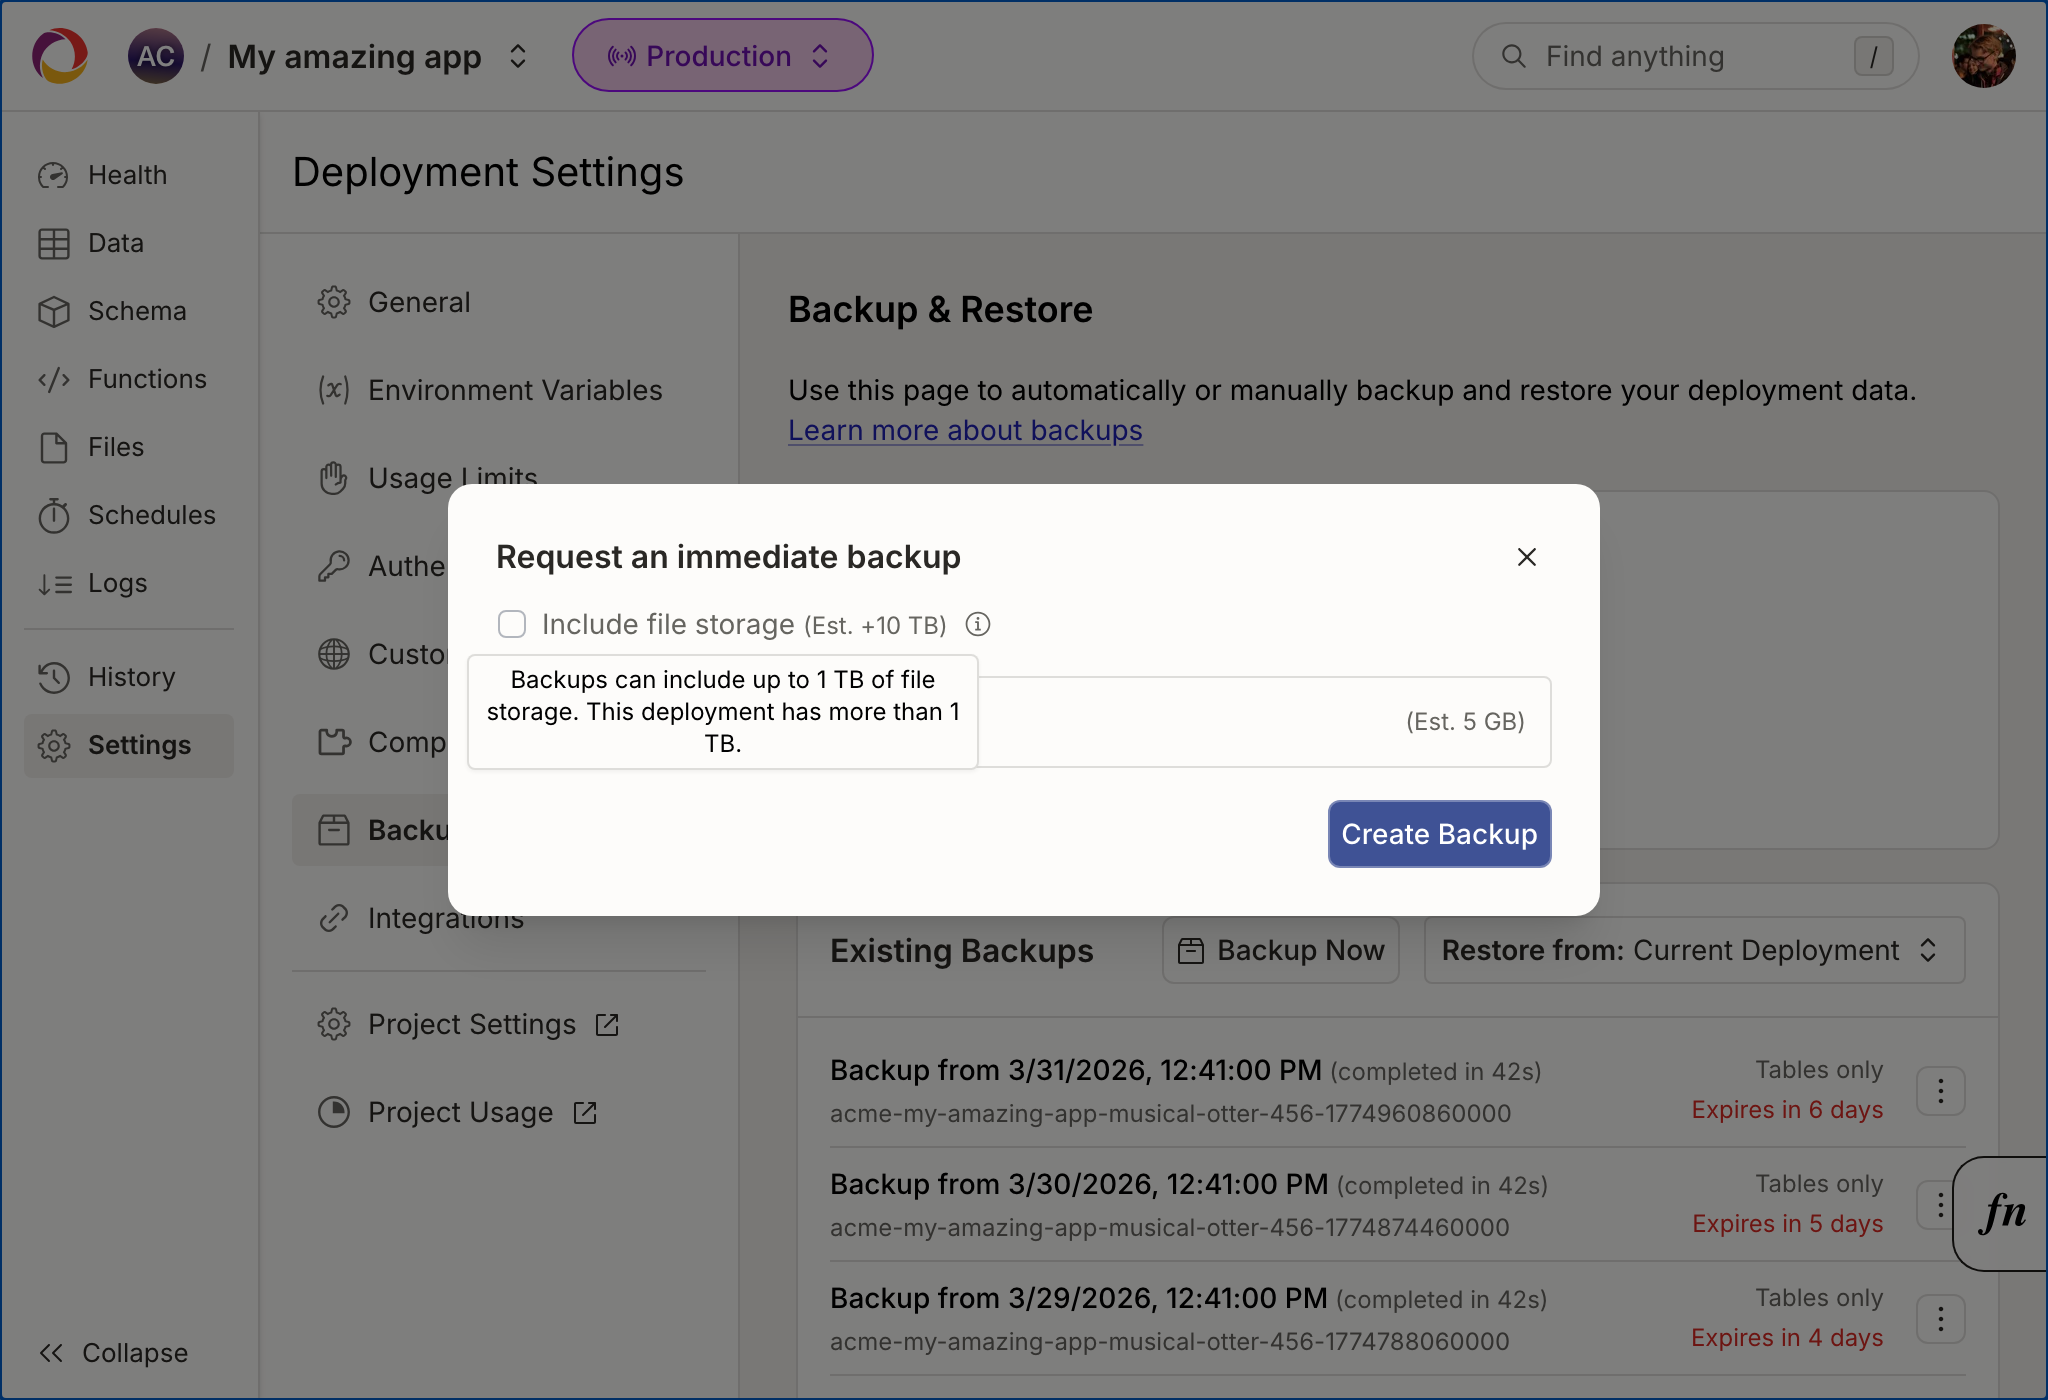 AC / My amazing app
Production
Find anything /
Health
Data
Schema
Functions
Files
Schedules
Logs
History
Settings
Collapse
Deployment Settings
General
Environment Variables
Usage Limits
Authe
Custo
Comp
Backu
Integrations
Project Settings
Project Usage
Backup & Restore
Use this page to automatically or manually backup and restore your deployment data.
Learn more about backups
Request an immediate backup
Include file storage (Est. +10 TB)
Backups can include up to 1 TB of file
storage. This deployment has more than 1
TB.
(Est. 5 GB)
Create Backup
Existing Backups
Backup Now
Restore from: Current Deployment
Backup from 3/31/2026, 12:41:00 PM (completed in 42s)
acme-my-amazing-app-musical-otter-456-1774960860000
Tables only
Expires in 6 days
Backup from 3/30/2026, 12:41:00 PM (completed in 42s)
acme-my-amazing-app-musical-otter-456-1774874460000
Tables only
Expires in 5 days
Backup from 3/29/2026, 12:41:00 PM (completed in 42s)
acme-my-amazing-app-musical-otter-456-1774788060000
Tables only
Expires in 4 days
fn